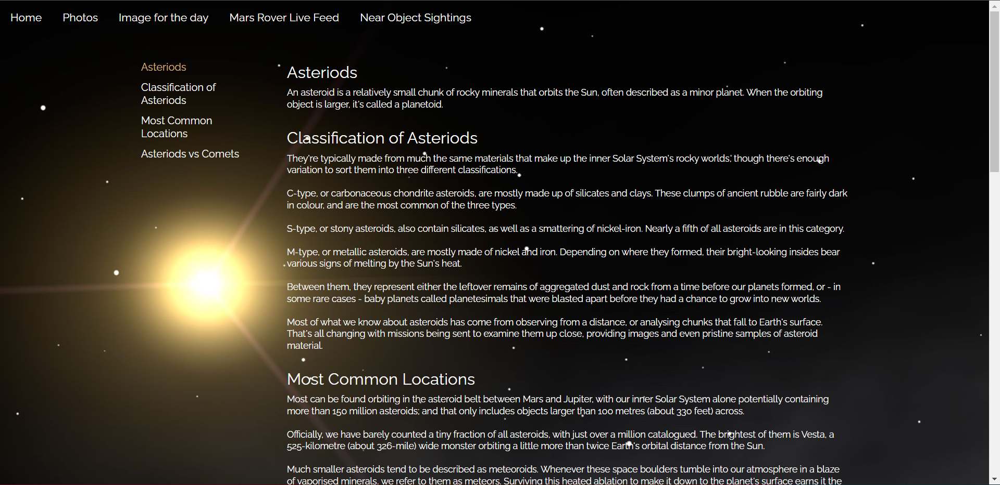 Home Photos Image for the day Mars Rover Live Feed Near Object Sightings
Asteriods
Classification of
Asteriods
Most Common
Locations
Asteriods vs Comets
Asteriods
An asteroid is a relatively small chunk of rocky minerals that orbits the Sun, often described as a minor planet. When the orbiting
object is larger, it's called a planetoid.
Classification of Asteriods
They're typically made from much the same materials that make up the inner Solar System's rocky worlds; though there's enough
variation to sort them into three different classifications.
C-type, or carbonaceous chondrite asteroids, are mostly made up of silicates and clays. These clumps of ancient rubble are fairly dark
in colour, and are the most common of the three types.
S-type, or stony asteroids, also contain silicates, as well as a smattering of nickel-iron. Nearly a fifth of all asteroids are in this category.
M-type, or metallic asteroids, are mostly made of nickel and iron. Depending on where they formed, their bright-looking insides bear
various signs of melting by the Sun's heat.
Between them, they represent either the leftover remains of aggregated dust and rock from a time before our planets formed, or - in
some rare cases - baby planets called planetesimals that were blasted apart before they had a chance to grow into new worlds.
Most of what we know about asteroids has come from observing from a distance, or analysing chunks that fall to Earth's surface.
That's all changing with missions being sent to examine them up close, providing images and even pristine samples of asteroid
material.
Most Common Locations
Most can be found orbiting in the asteroid belt between Mars and Jupiter, with our inner Solar System alone potentially containing
more than 150 million asteroids; and that only includes objects larger than 100 metres (about 330 feet) across.
Officially, we have barely counted a tiny fraction of all asteroids, with just over a million catalogued. The brightest of them is Vesta, a
525-kilometre (about 326-mile) wide monster orbiting a little more than twice Earth's orbital distance from the Sun.
Much smaller asteroids tend to be described as meteoroids. Whenever these space boulders tumble into our atmosphere in a blaze
of vaporised minerals, we refer to them as meteors. Surviving this heated ablation to make it down to the planet's surface earns it the